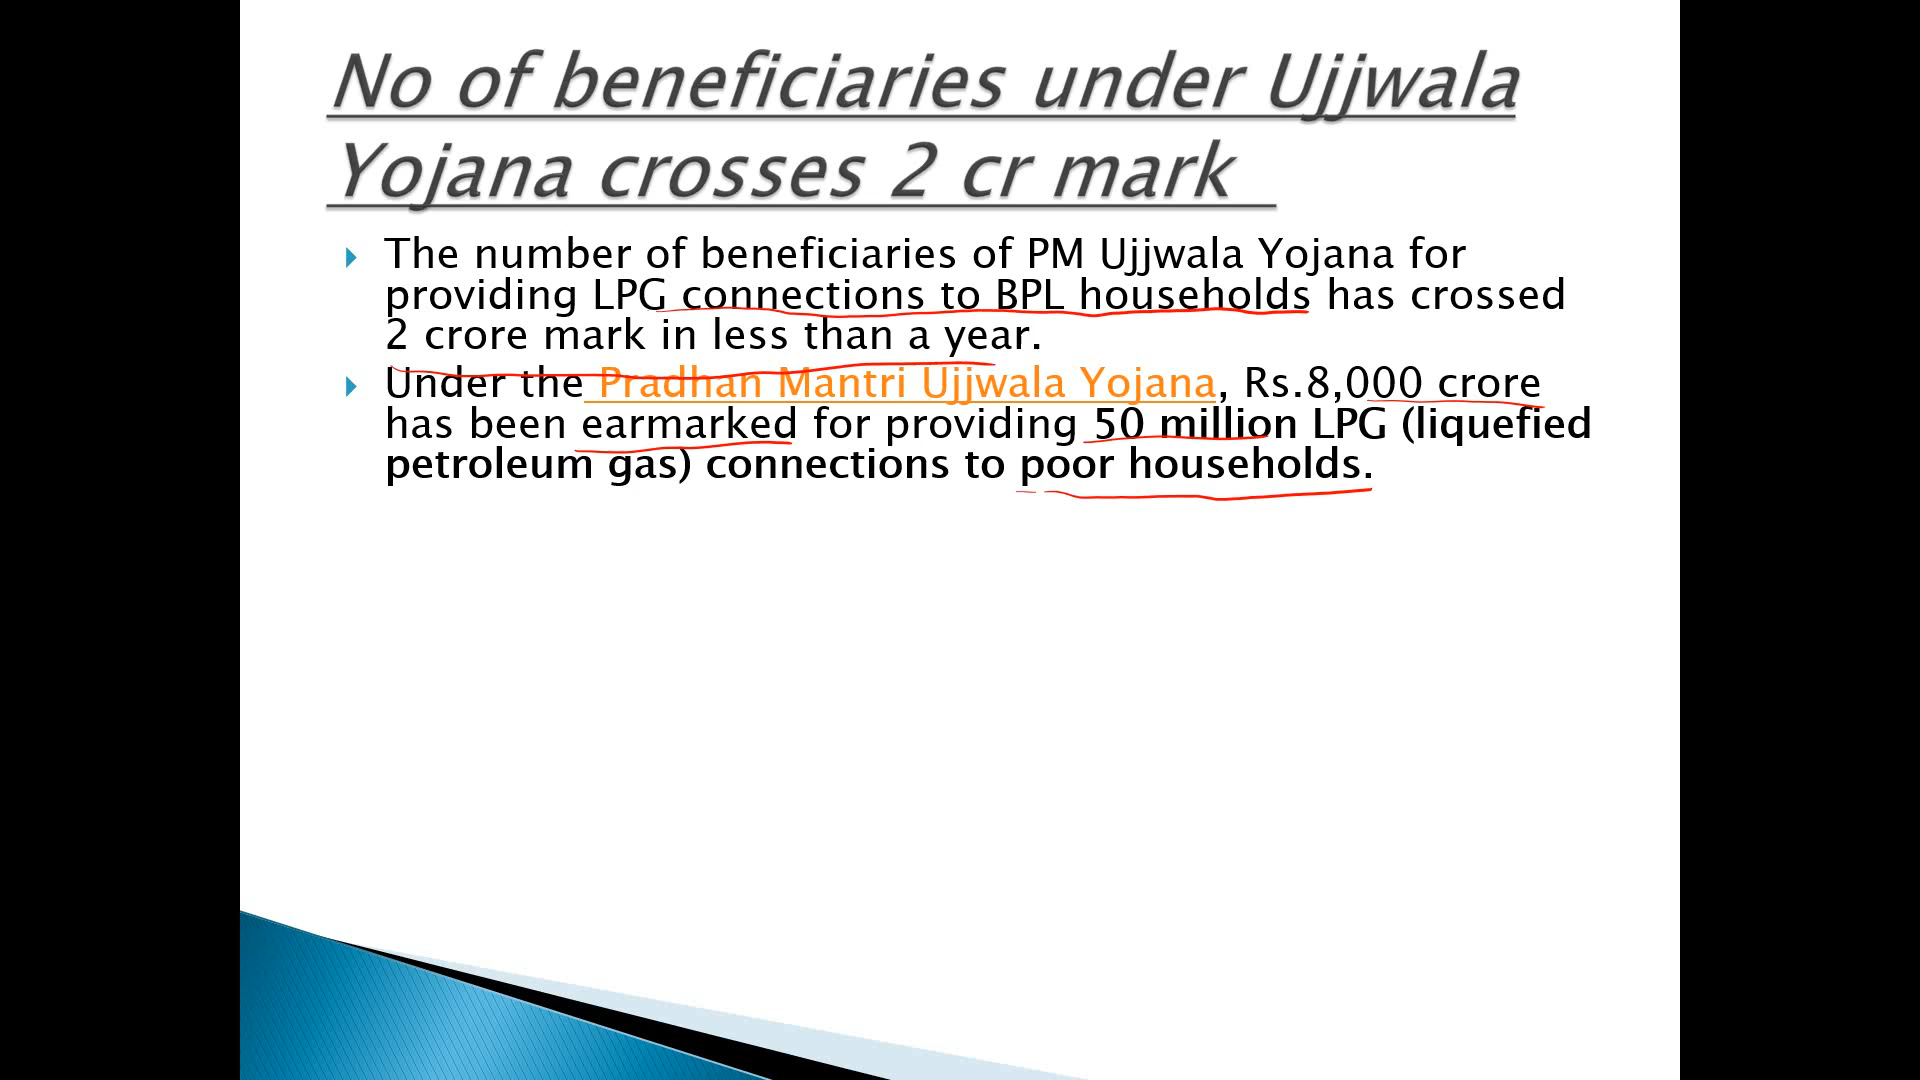 No of beneficiaries under Ujjwala
Yojana crosses 2 cr mark
The number of beneficiaries of PM Ujjwala Yojana for
providing LPG connections to BPL households has crossed
2 crore mark in less than a year.
Under the Pradhan Mantri Ujjwala Yojana, Rs.8,000 crore
has been earmarked for providing 50 million LPG (liquefied
petroleum gas) connections to poor households.